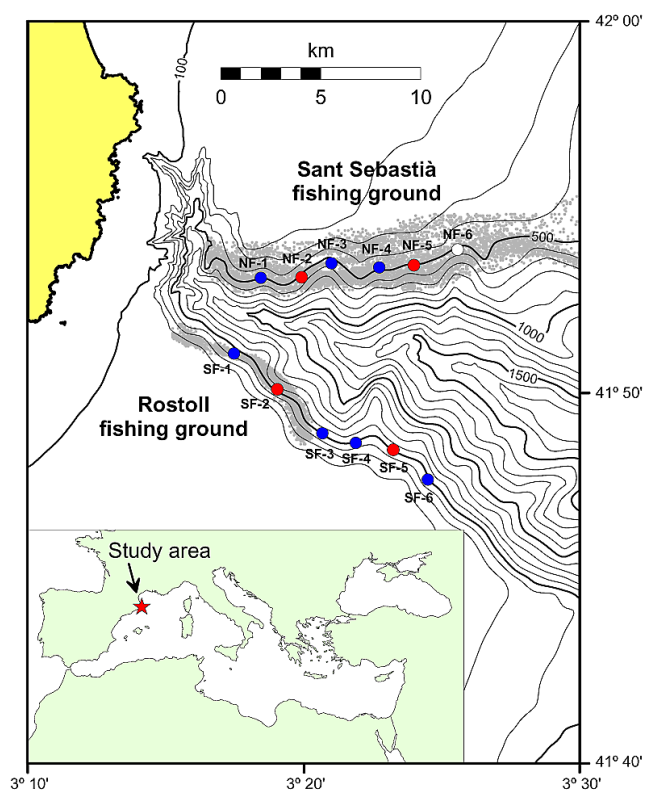 42º 00'
km
0 5 10
100
Sant Sebastià
fishing ground
NF-1
NF-2
NF-3
NF-4
NF-5
NF-6
500
1000
1500
SF-1
Rostoll
fishing ground
SF-2
41º 50'
SF-3
SF-4
SF-5
SF-6
Study area
41º 40'
3º 10'
3º 20'
3º 30'